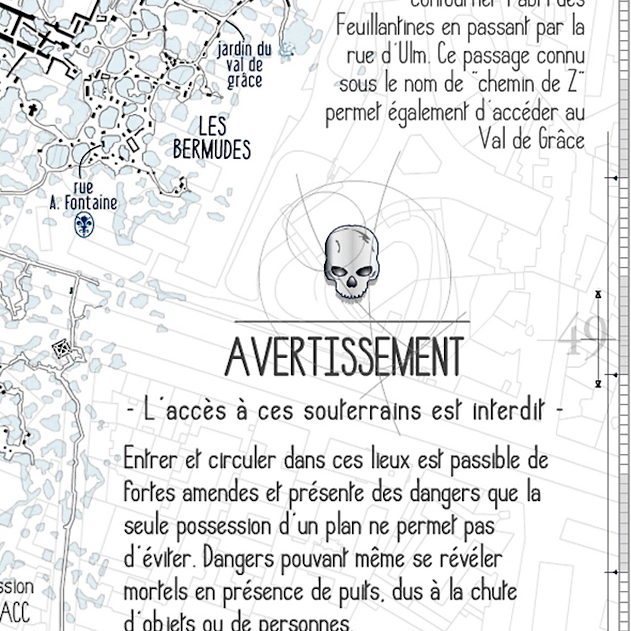 contourner l'abri des
Feuillantines en passant par la
rue d'Ulm. Ce passage connu
sous le nom de "chemin de Z"
permet également d'accéder au
Val de Grâce
jardin du
val de
grâce
LES
BERMUDES
rue
A. Fontaine
49
AVERTISSEMENT
- L'accès à ces souterrains est interdit -
Entrer et circuler dans ces lieux est passible de
fortes amendes et présente des dangers que la
seule possession d'un plan ne permet pas
d'éviter. Dangers pouvant même se révéler
mortels en présence de puits, dus à la chute
d'objets ou de personnes.
ssion
ACC